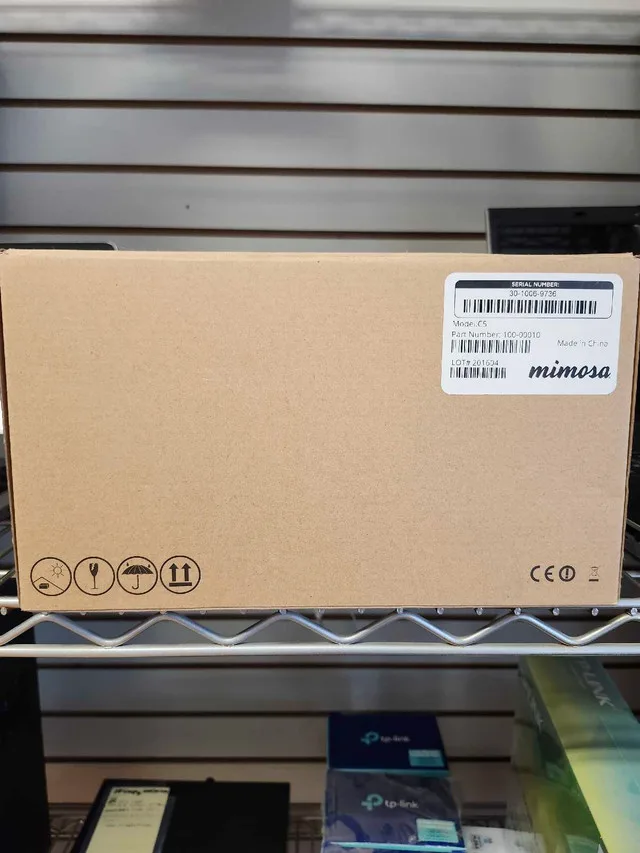 SERIAL NUMBER:
30-1006-9736
Model:C5
Part Number: 100-00010
Made in China
LOT# 201604
mimosa
CE
tp-link
tp-link
P-LINK